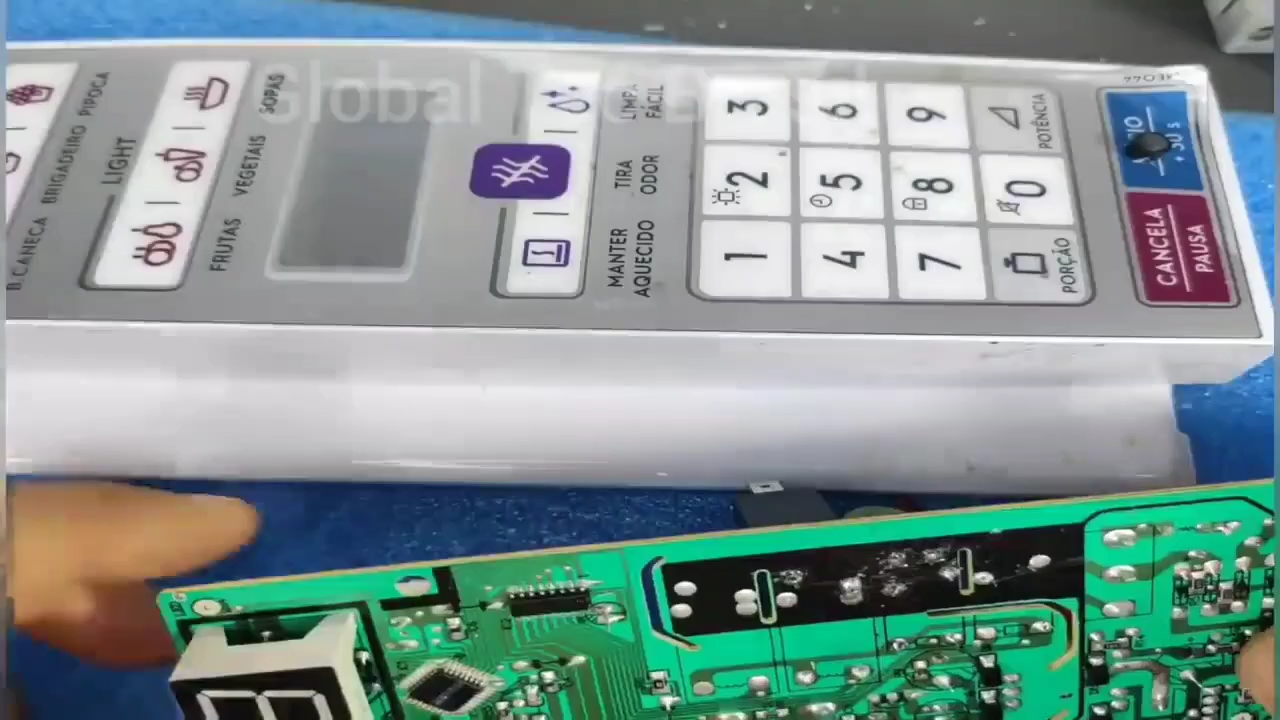 PIPOCA
BRIGADEIRO
B.CANECA
LIGHT
SOPAS
VEGETAIS
FRUTAS
Global
LIMPA
FÁCIL
TIRA
ODOR
MANTER
AQUECIDO
3
6
9
POTÊNCIA
2
5
8
0
1
4
7
PORÇÃO
+30 s
CANCELA
PAUSA